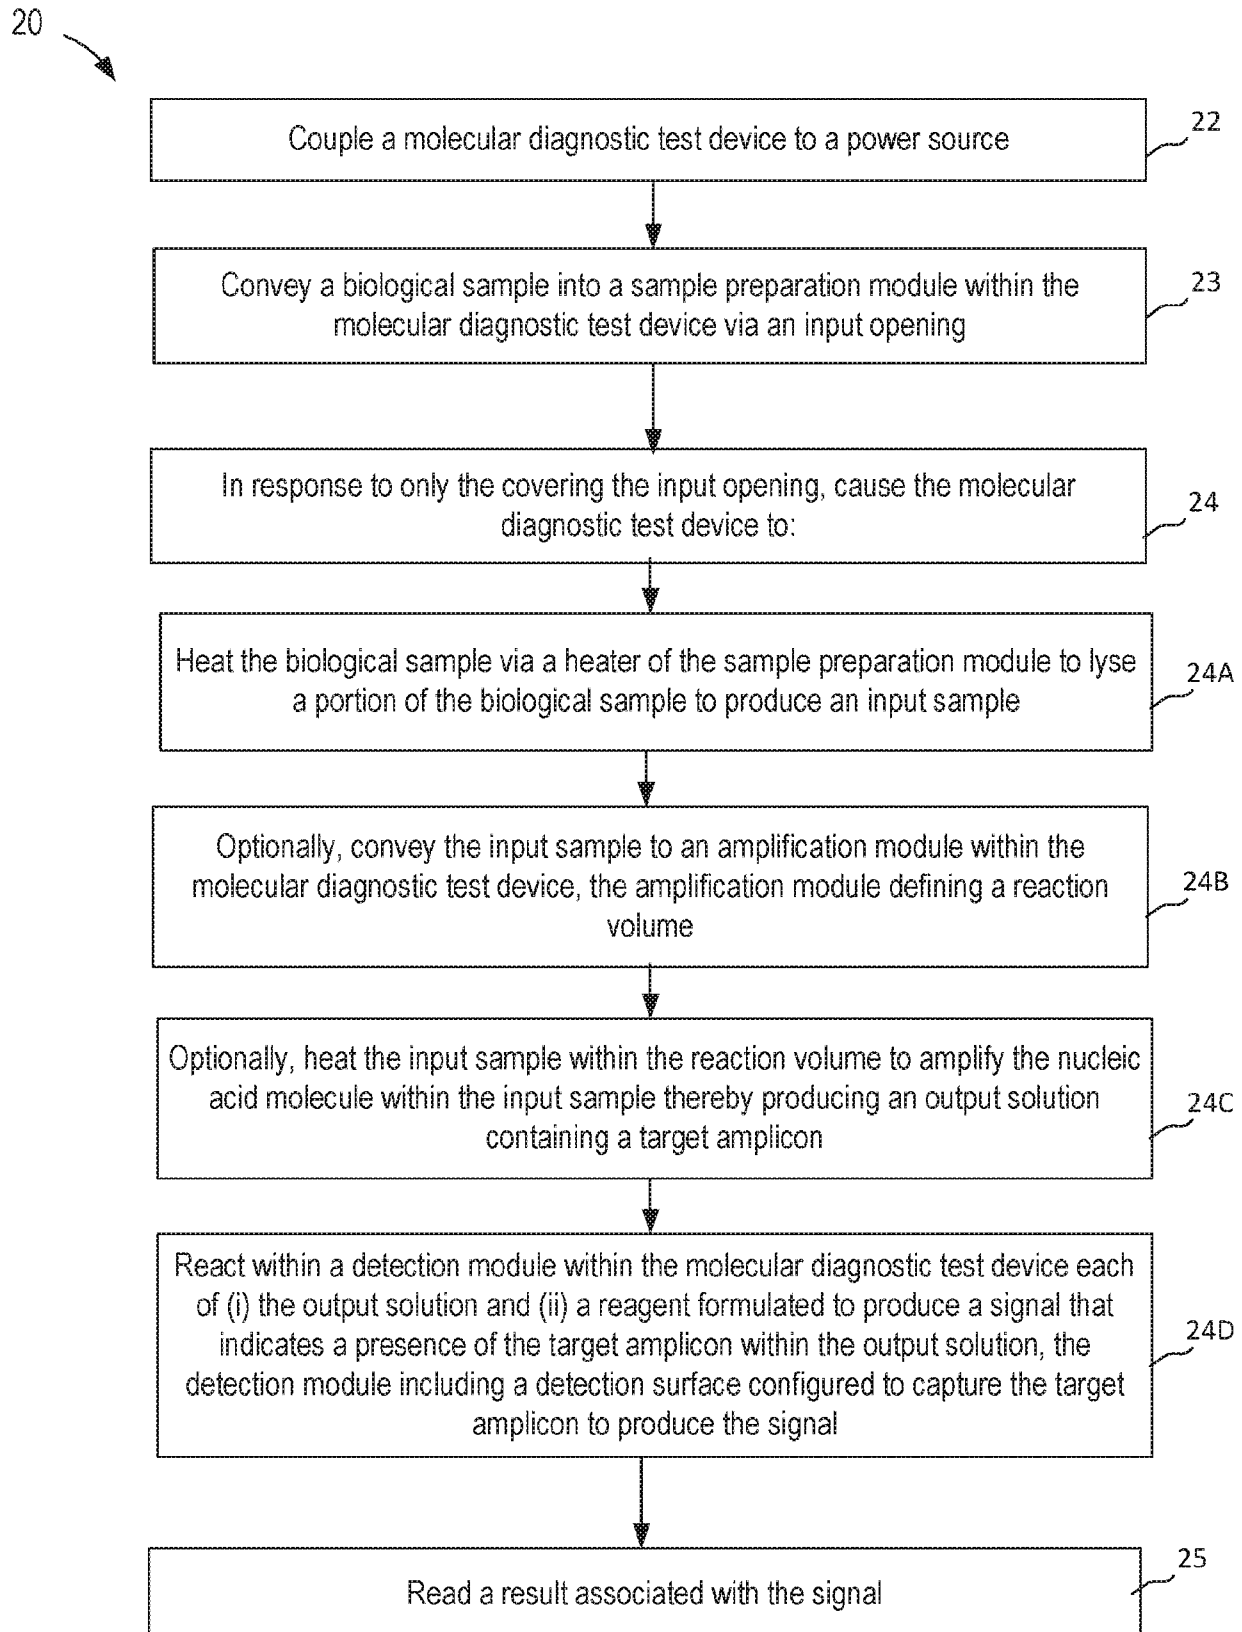 20
Couple a molecular diagnostic test device to a power source
22
Convey a biological sample into a sample preparation module within the
molecular diagnostic test device via an input opening
23
In response to only the covering the input opening, cause the molecular
diagnostic test device to:
24
Heat the biological sample via a heater of the sample preparation module to lyse
a portion of the biological sample to produce an input sample
24A
Optionally, convey the input sample to an amplification module within the
molecular diagnostic test device, the amplification module defining a reaction
volume
24B
Optionally, heat the input sample within the reaction volume to amplify the nucleic
acid molecule within the input sample thereby producing an output solution
containing a target amplicon
24C
React within a detection module within the molecular diagnostic test device each
of (i) the output solution and (ii) a reagent formulated to produce a signal that
indicates a presence of the target amplicon within the output solution, the
detection module including a detection surface configured to capture the target
amplicon to produce the signal
24D
Read a result associated with the signal
25